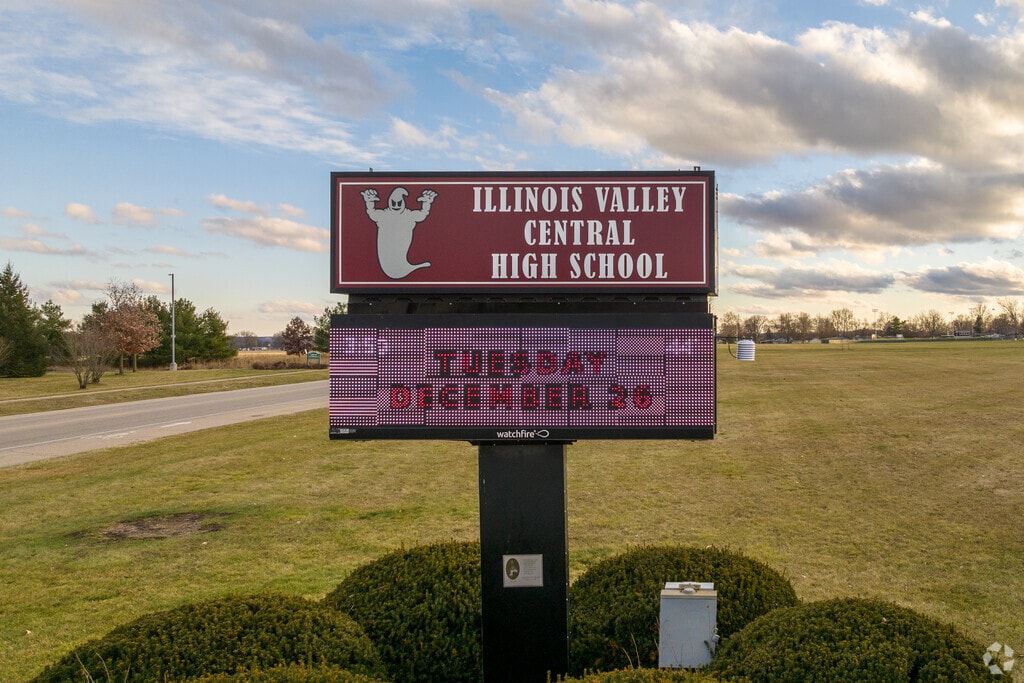 ILLINOIS VALLEY
CENTRAL
HIGH SCHOOL
TUESDAY
DECEMBER 26
watchfire